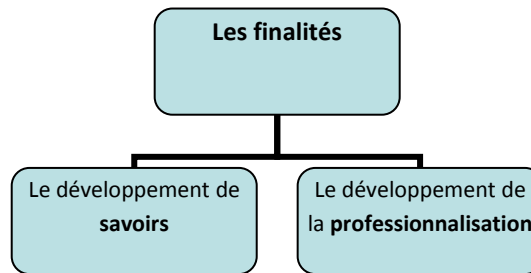 Les finalités
Le développement de
savoirs
Le développement de
la professionnalisation